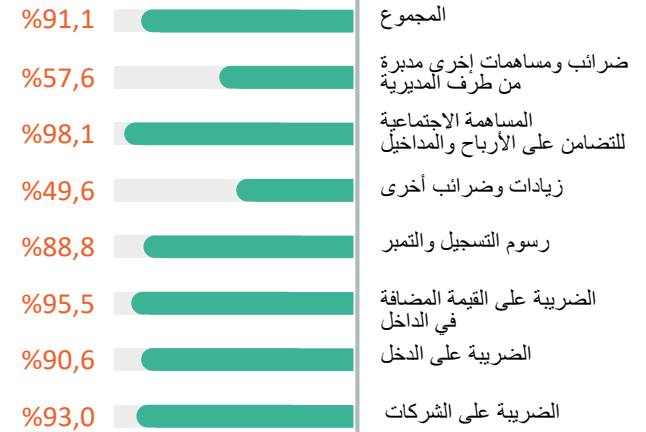 المجموع
%91,1
ضرائب ومساهمات إخرى مدبرة
من طرف المديرية
%57,6
المساهمة الاجتماعية
للتضامن على الأرباح والمداخيل
%98,1
زيادات وضرائب أخرى
%49,6
رسوم التسجيل والتمبر
%88,8
الضريبة على القيمة المضافة
في الداخل
%95,5
الضريبة على الدخل
%90,6
الضريبة على الشركات
%93,0